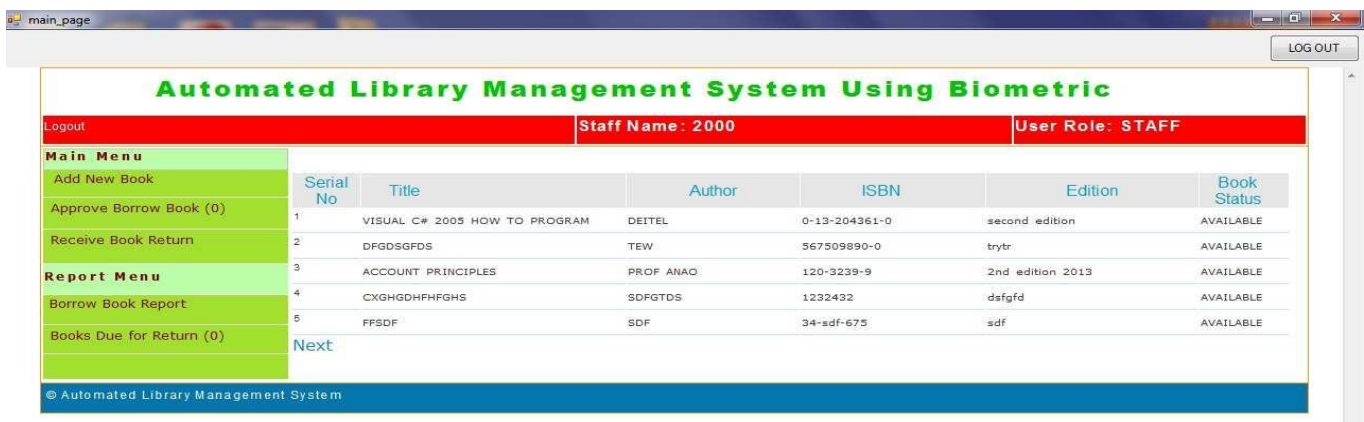 main_page
LOG OUT
Automated Library Management System Using Biometric
Logout Staff Name: 2000 User Role: STAFF
Main Menu
Add New Book
Approve Borrow Book (0)
Receive Book Return
Report Menu
Borrow Book Report
Books Due for Return (0)
Serial No Title Author ISBN Edition Book Status
1 VISUAL C# 2005 HOW TO PROGRAM DEITEL 0-13-204361-0 second edition AVAILABLE
2 DFGDSGFDS TEW 567509890-0 trytr AVAILABLE
3 ACCOUNT PRINCIPLES PROF ANAO 120-3239-9 2nd edition 2013 AVAILABLE
4 CXGHGDHFHFGHS SDFGTDS 1232432 dsfgfd AVAILABLE
5 FFSDF SDF 34-sdf-675 sdf AVAILABLE
Next
© Automated Library Management System